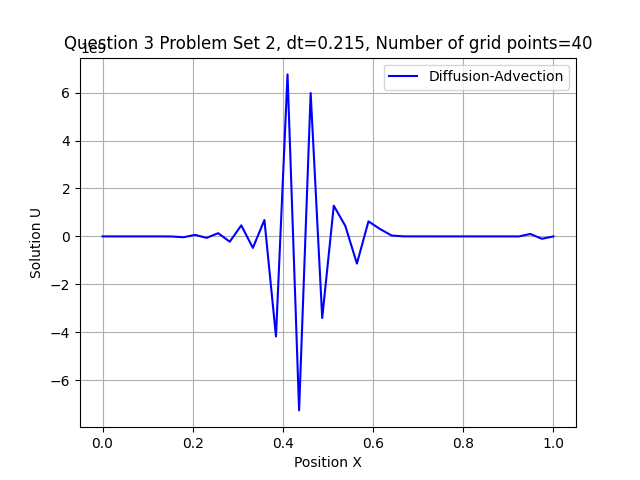 Question 3 Problem Set 2, dt=0.215, Number of grid points=40
1e9
Diffusion-Advection
6
4
2
0
−2
−4
−6
Solution U
0.0 0.2 0.4 0.6 0.8 1.0
Position X